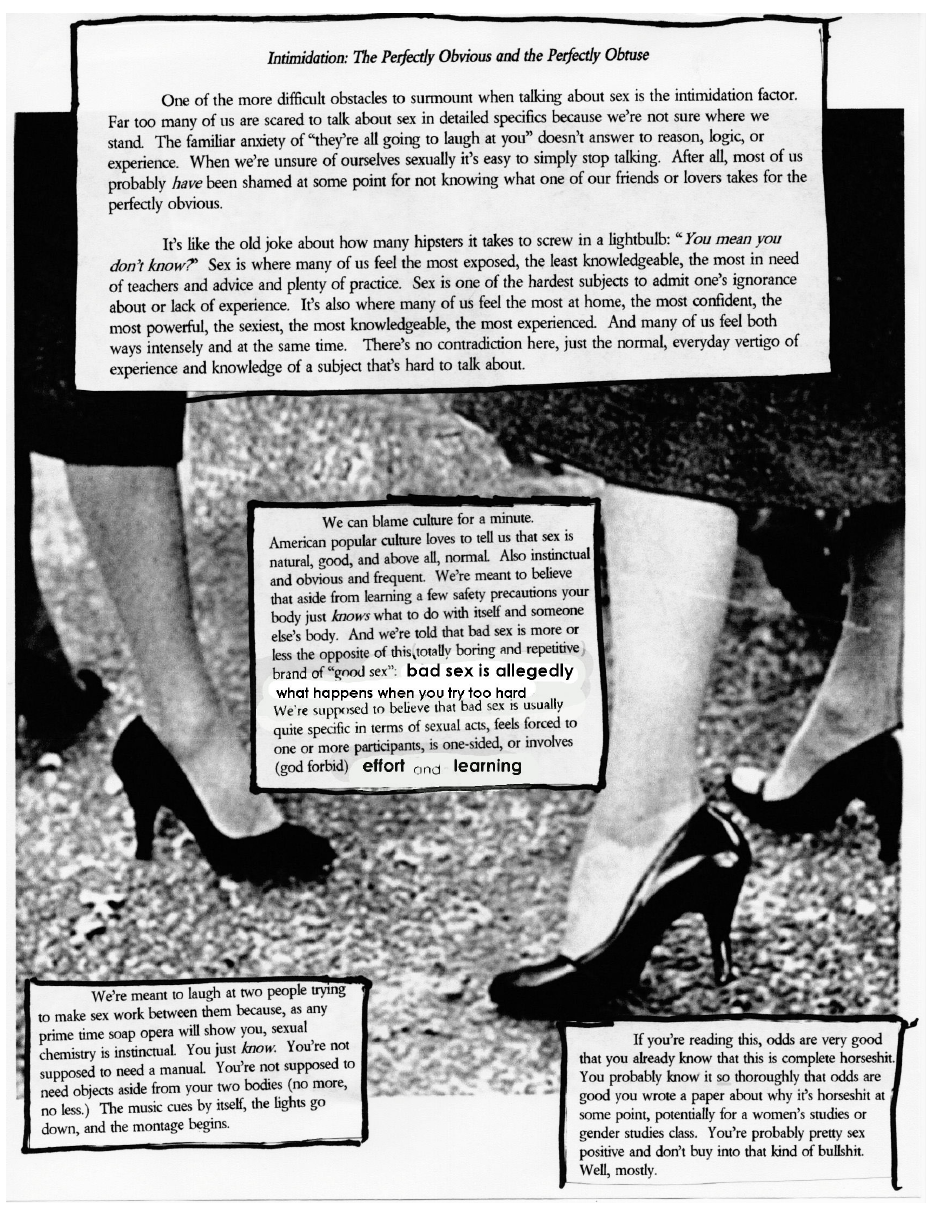 Intimidation: The Perfectly Obvious and the Perfectly Obtuse
One of the more difficult obstacles to surmount when talking about sex is the intimidation factor.
Far too many of us are scared to talk about sex in detailed specifics because we're not sure where we
stand. The familiar anxiety of “they're all going to laugh at you” doesn't answer to reason, logic, or
experience. When we're unsure of ourselves sexually it's easy to simply stop talking. After all, most of us
probably have been shamed at some point for not knowing what one of our friends or lovers takes for the
perfectly obvious.
It's like the old joke about how many hipsters it takes to screw in a lightbulb: “You mean you
don't know?” Sex is where many of us feel the most exposed, the least knowledgeable, the most in need
of teachers and advice and plenty of practice. Sex is one of the hardest subjects to admit one's ignorance
about or lack of experience. It's also where many of us feel the most at home, the most confident, the
most powerful, the sexiest, the most knowledgeable, the most experienced. And many of us feel both
ways intensely and at the same time. There's no contradiction here, just the normal, everyday vertigo of
experience and knowledge of a subject that's hard to talk about.
We can blame culture for a minute.
American popular culture loves to tell us that sex is
natural, good, and above all, normal. Also instinctual
and obvious and frequent. We're meant to believe
that aside from learning a few safety precautions your
body just knows what to do with itself and someone
else's body. And we're told that bad sex is more or
less the opposite of this, totally boring and repetitive
brand of “good sex”: bad sex is allegedly
what happens when you try too hard
We're supposed to believe that bad sex is usually
quite specific in terms of sexual acts, feels forced to
one or more participants, is one-sided, or involves
(god forbid) effort and learning
We're meant to laugh at two people trying
to make sex work between them because, as any
prime time soap opera will show you, sexual
chemistry is instinctual. You just know. You're not
supposed to need a manual. You're not supposed to
need objects aside from your two bodies (no more,
no less.) The music cues by itself, the lights go
down, and the montage begins.
If you're reading this, odds are very good
that you already know that this is complete horseshit.
You probably know it so thoroughly that odds are
good you wrote a paper about why it's horseshit at
some point, potentially for a women's studies or
gender studies class. You're probably pretty sex
positive and don't buy into that kind of bullshit.
Well, mostly.